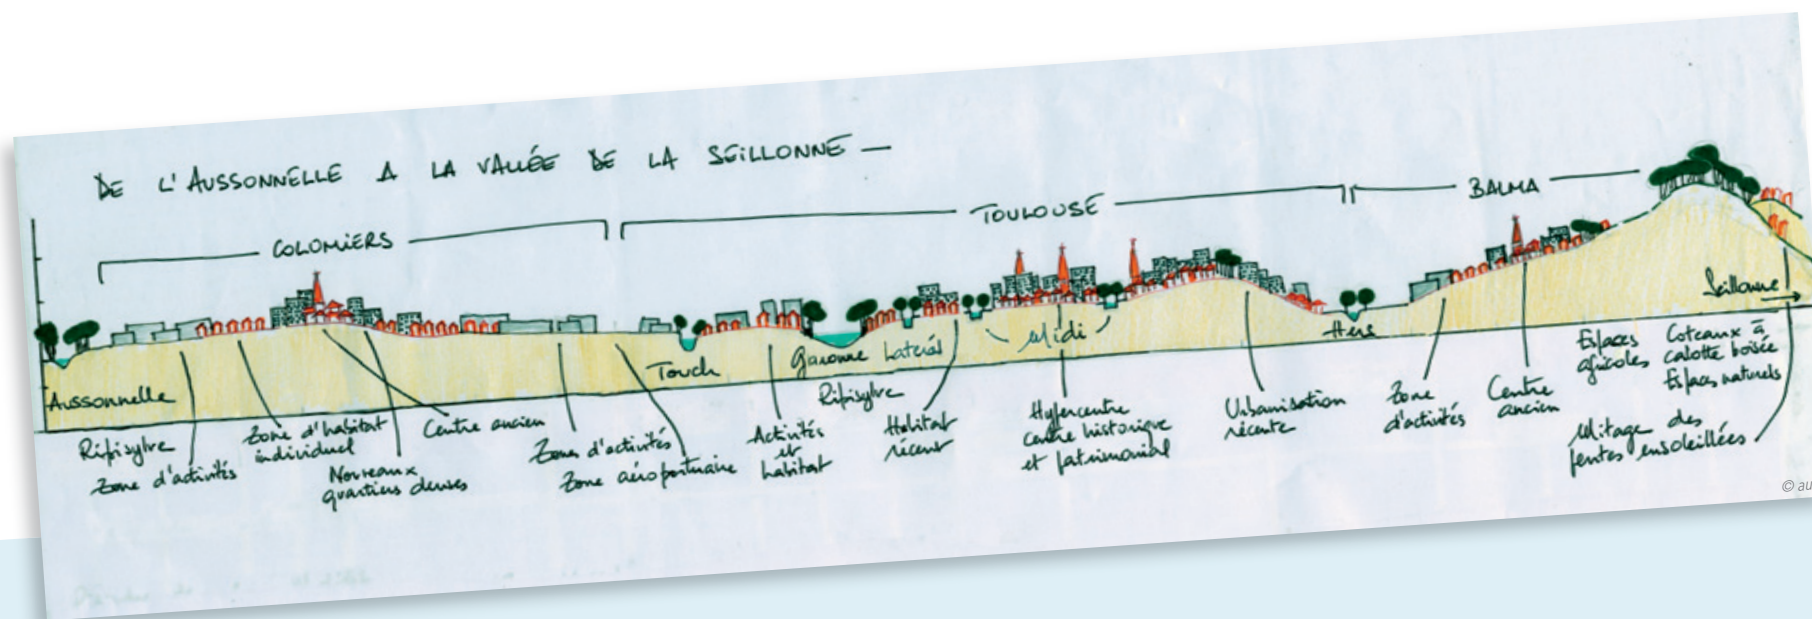 DE L'AUSSONNELLE A LA VALLÉE DE LA SEILLONNE —
COLOMIERS
TOULOUSE
BALMA
Aussonnelle
Touch
Garonne
Latéral
Midi
Hers
Seillonne
Ripisylve
Zone d'activités
Zone d'habitat
individuel
Nouveaux
quartiers denses
Centre ancien
Zones d'activités
Zone aéroportuaire
Activités
et
habitat
Ripisylve
Habitat
récent
Hypercentre
centre historique
et patrimonial
Urbanisation
récente
Zone
d'activités
Centre
ancien
Espaces
agricoles
Coteaux à
calotte boisée
Espaces naturels
Mitage des
pentes ensoleillées
© au